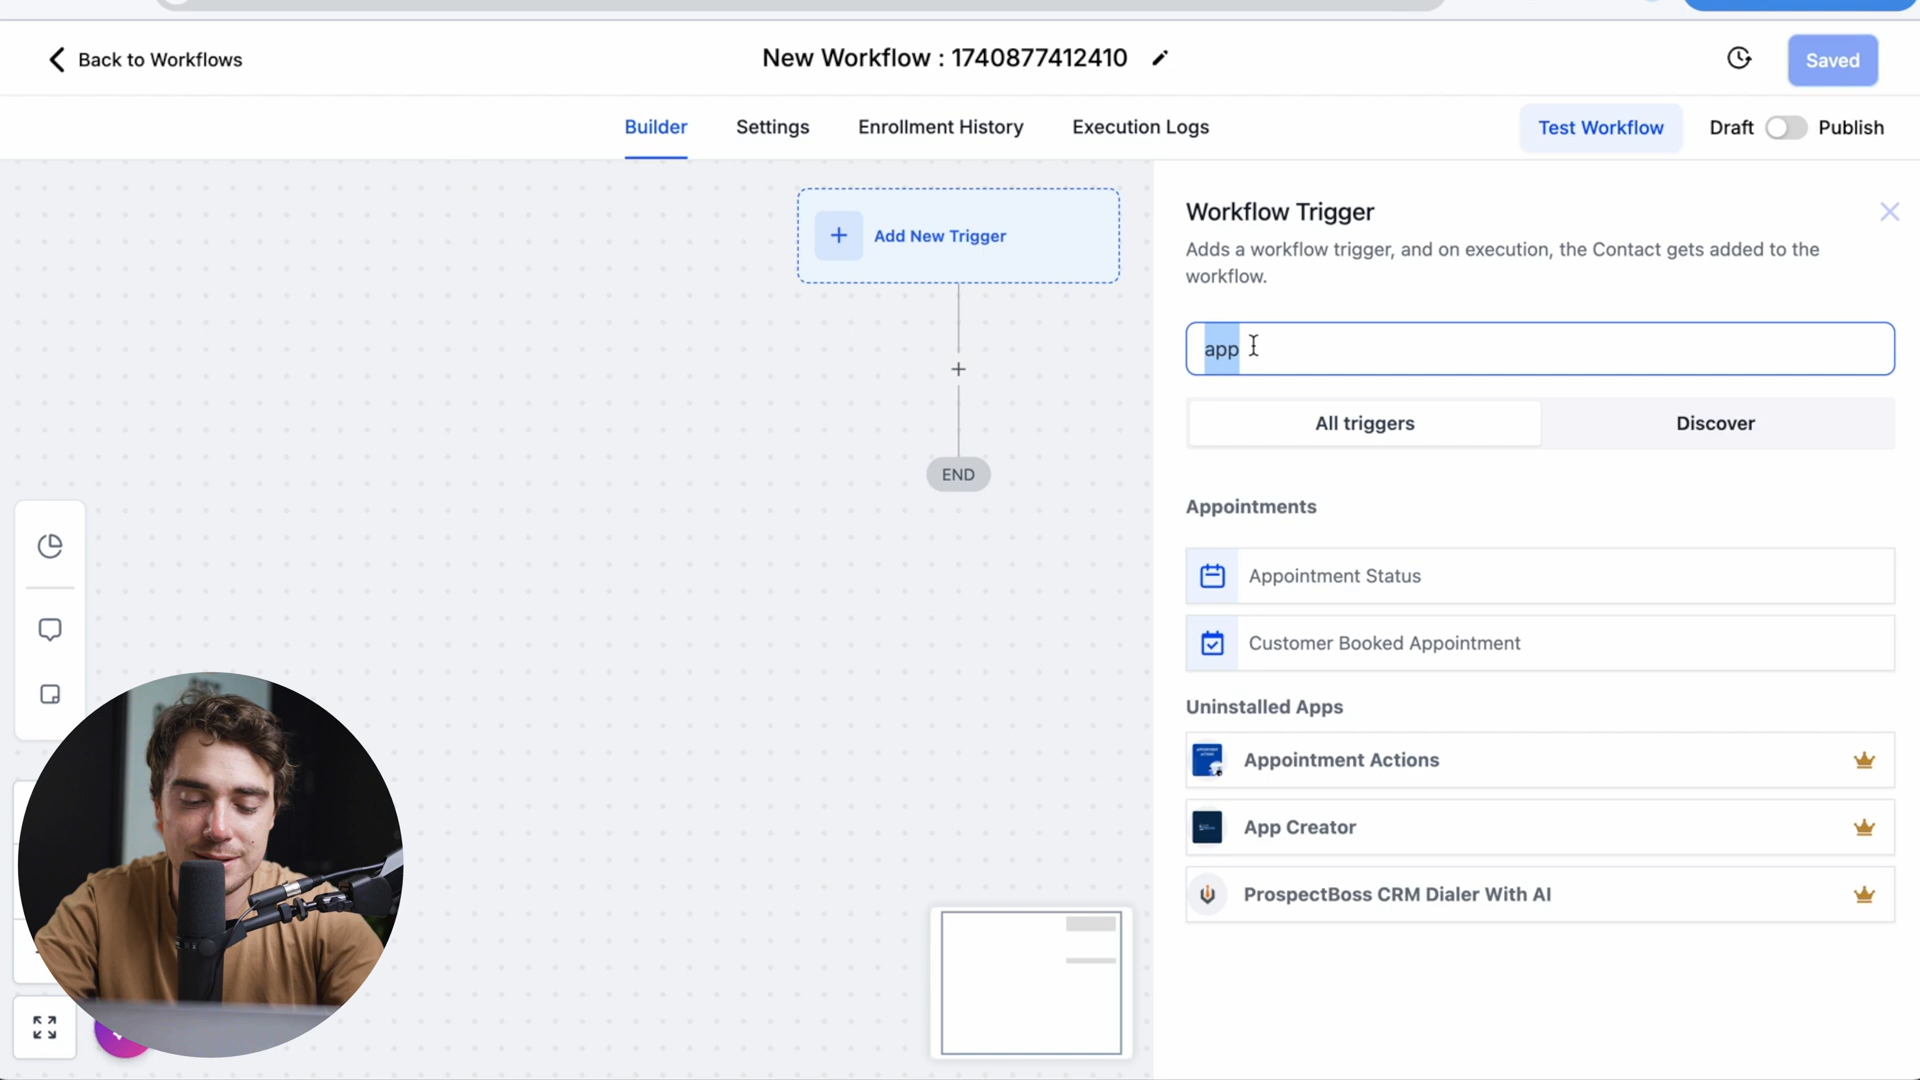 Back to Workflows
New Workflow : 1740877412410
Saved
Builder
Settings
Enrollment History
Execution Logs
Test Workflow
Draft
Publish
Add New Trigger
END
Workflow Trigger
Adds a workflow trigger, and on execution, the Contact gets added to the
workflow.
app
All triggers
Discover
Appointments
Appointment Status
Customer Booked Appointment
Uninstalled Apps
Appointment Actions
App Creator
ProspectBoss CRM Dialer With AI